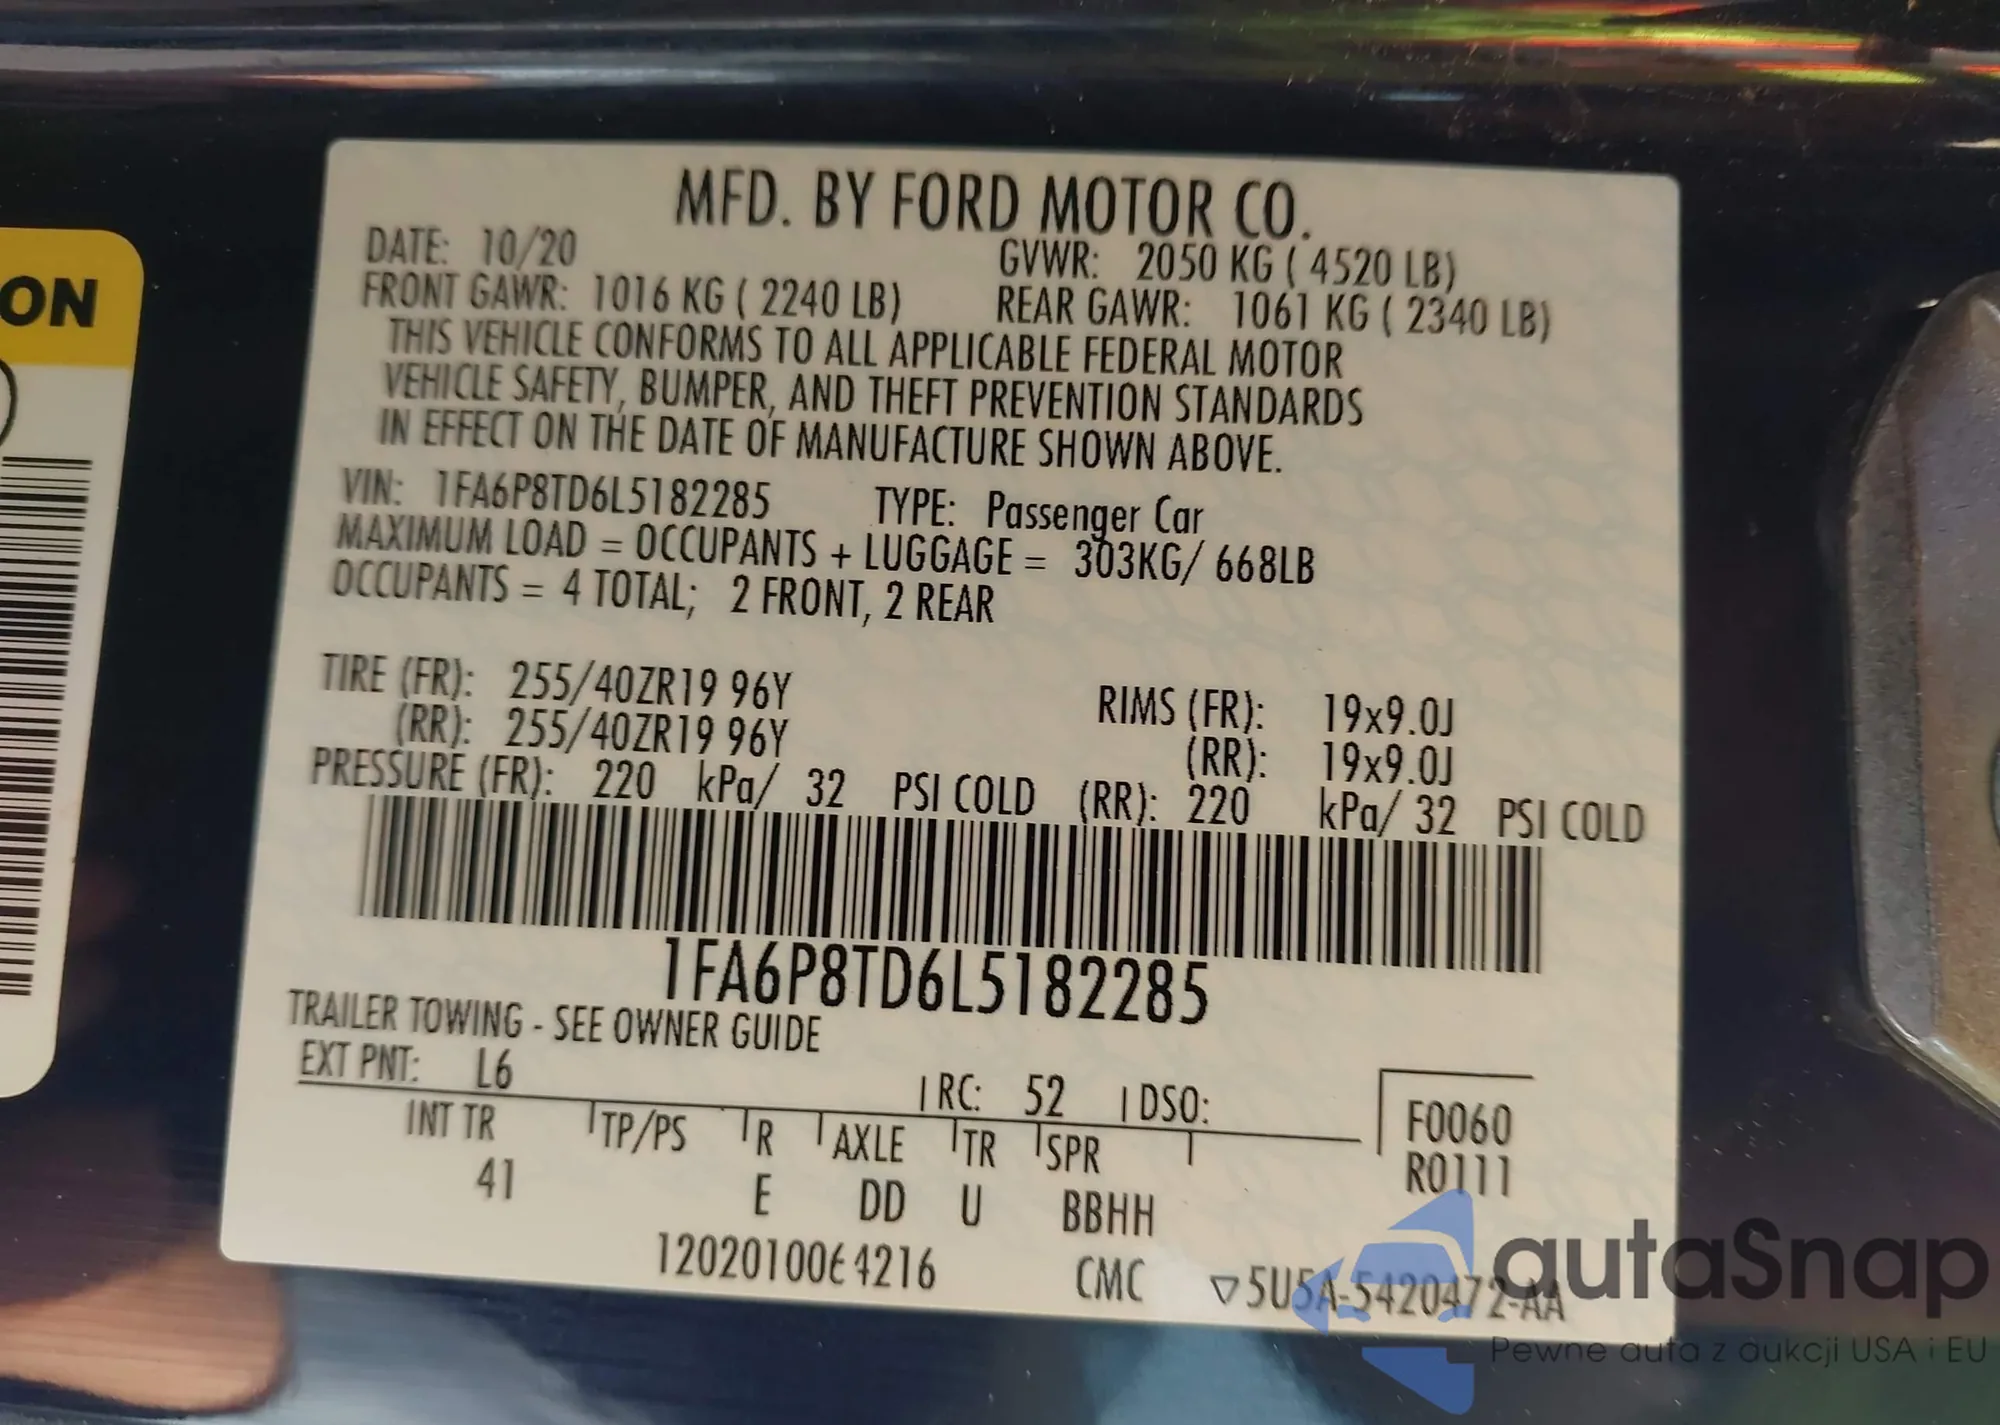 ON
MFD. BY FORD MOTOR CO.
DATE: 10/20 GVWR: 2050 KG ( 4520 LB)
FRONT GAWR: 1016 KG ( 2240 LB) REAR GAWR: 1061 KG ( 2340 LB)
THIS VEHICLE CONFORMS TO ALL APPLICABLE FEDERAL MOTOR
VEHICLE SAFETY, BUMPER, AND THEFT PREVENTION STANDARDS
IN EFFECT ON THE DATE OF MANUFACTURE SHOWN ABOVE.
VIN: 1FA6P8TD6L5182285 TYPE: Passenger Car
MAXIMUM LOAD = OCCUPANTS + LUGGAGE = 303KG/ 668LB
OCCUPANTS = 4 TOTAL; 2 FRONT, 2 REAR
TIRE (FR): 255/40ZR19 96Y RIMS (FR): 19x9.0J
(RR): 255/40ZR19 96Y (RR): 19x9.0J
PRESSURE (FR): 220 kPa/ 32 PSI COLD (RR): 220 kPa/ 32 PSI COLD
1FA6P8TD6L5182285
TRAILER TOWING - SEE OWNER GUIDE
EXT PNT: L6 RC: 52 DSO: F0060
INT TR TP/PS R AXLE TR SPR R0111
41 E DD U BBHH
CMC ▽5U5A-5420472-AA
autaSnap
Pewne auta z aukcji USA i EU